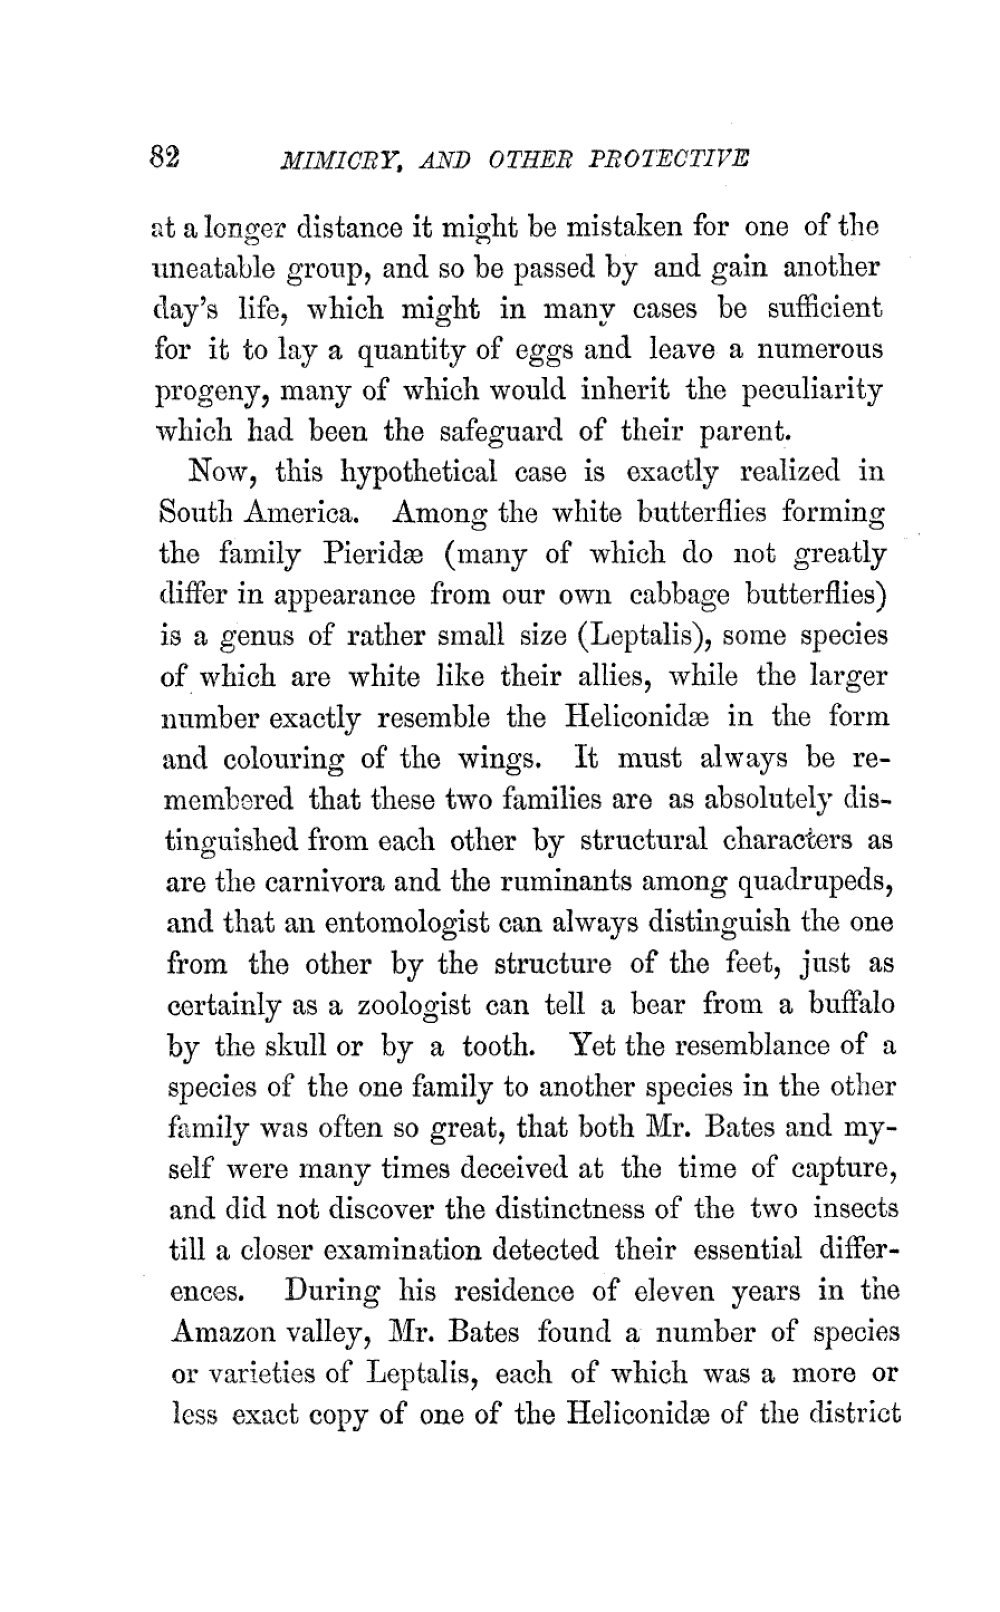 82 MIMICRY, AND OTHER PROTECTIVE
at a longer distance it might be mistaken for one of the
uneatable group, and so be passed by and gain another
day's life, which might in many cases be sufficient
for it to lay a quantity of eggs and leave a numerous
progeny, many of which would inherit the peculiarity
which had been the safeguard of their parent.
Now, this hypothetical case is exactly realized in
South America. Among the white butterflies forming
the family Pieridæ (many of which do not greatly
differ in appearance from our own cabbage butterflies)
is a genus of rather small size (Leptalis), some species
of which are white like their allies, while the larger
number exactly resemble the Heliconidæ in the form
and colouring of the wings. It must always be re-
membered that these two families are as absolutely dis-
tinguished from each other by structural characters as
are the carnivora and the ruminants among quadrupeds,
and that an entomologist can always distinguish the one
from the other by the structure of the feet, just as
certainly as a zoologist can tell a bear from a buffalo
by the skull or by a tooth. Yet the resemblance of a
species of the one family to another species in the other
family was often so great, that both Mr. Bates and my-
self were many times deceived at the time of capture,
and did not discover the distinctness of the two insects
till a closer examination detected their essential differ-
ences. During his residence of eleven years in the
Amazon valley, Mr. Bates found a number of species
or varieties of Leptalis, each of which was a more or
less exact copy of one of the Heliconidæ of the district